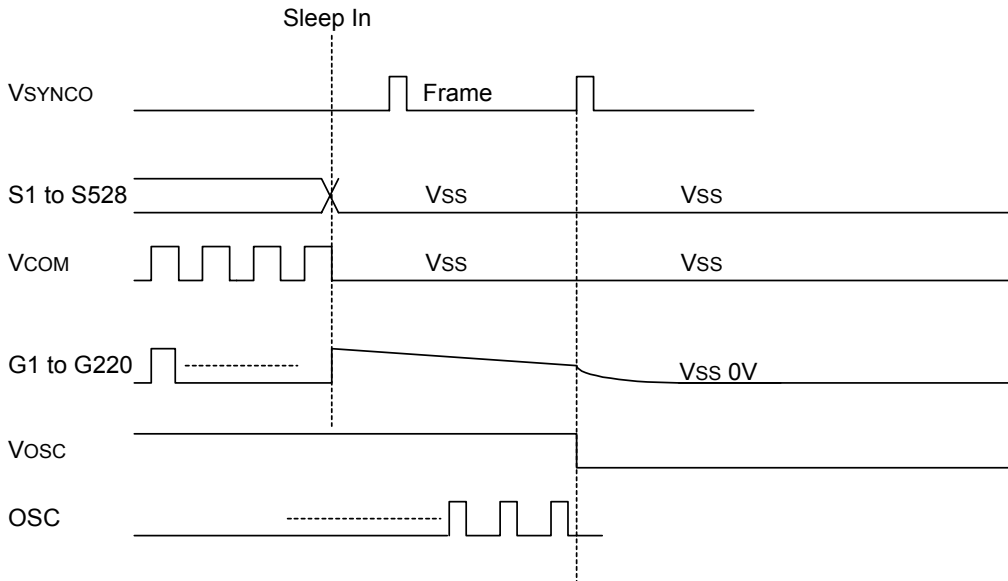 Sleep In
VSYNCO
Frame
S1 to S528
VSS
VSS
VCOM
VSS
VSS
G1 to G220
VSS 0V
VOSC
OSC